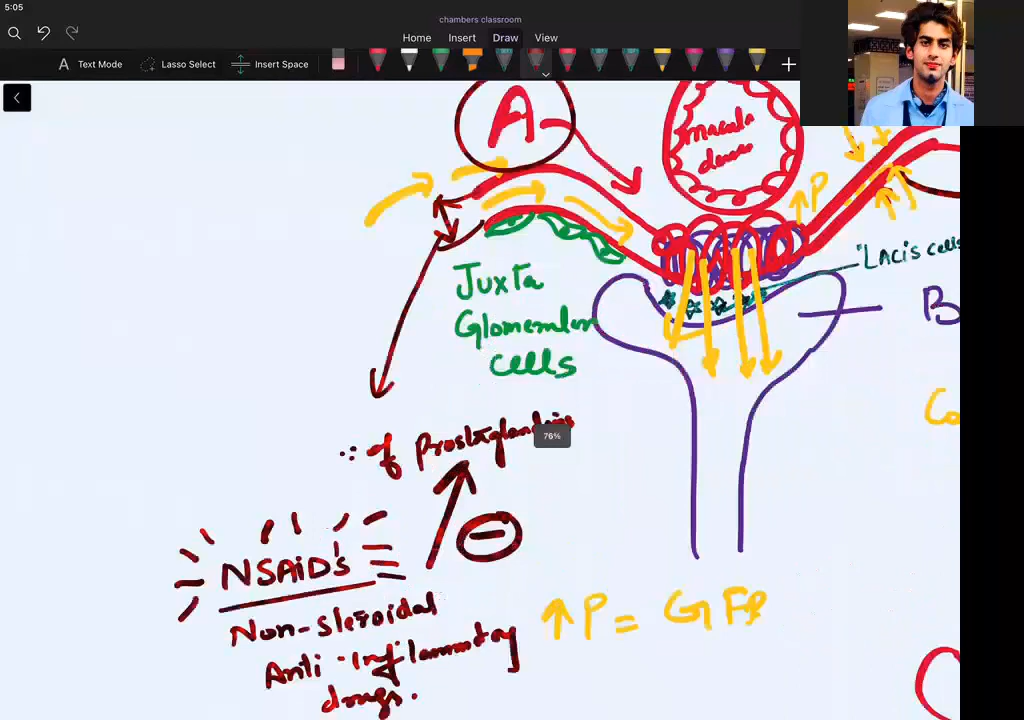 5:05
chambers classroom
Home Insert Draw View
Text Mode Lasso Select Insert Space
A
macula
densa
P
"Lacis cells
Juxta
Glomerular
cells
B
Co
∵ of Prostaglandins
76%
NSAiD's
Non-steroidal
Anti-inflammatory
drugs.
↑P = GFR